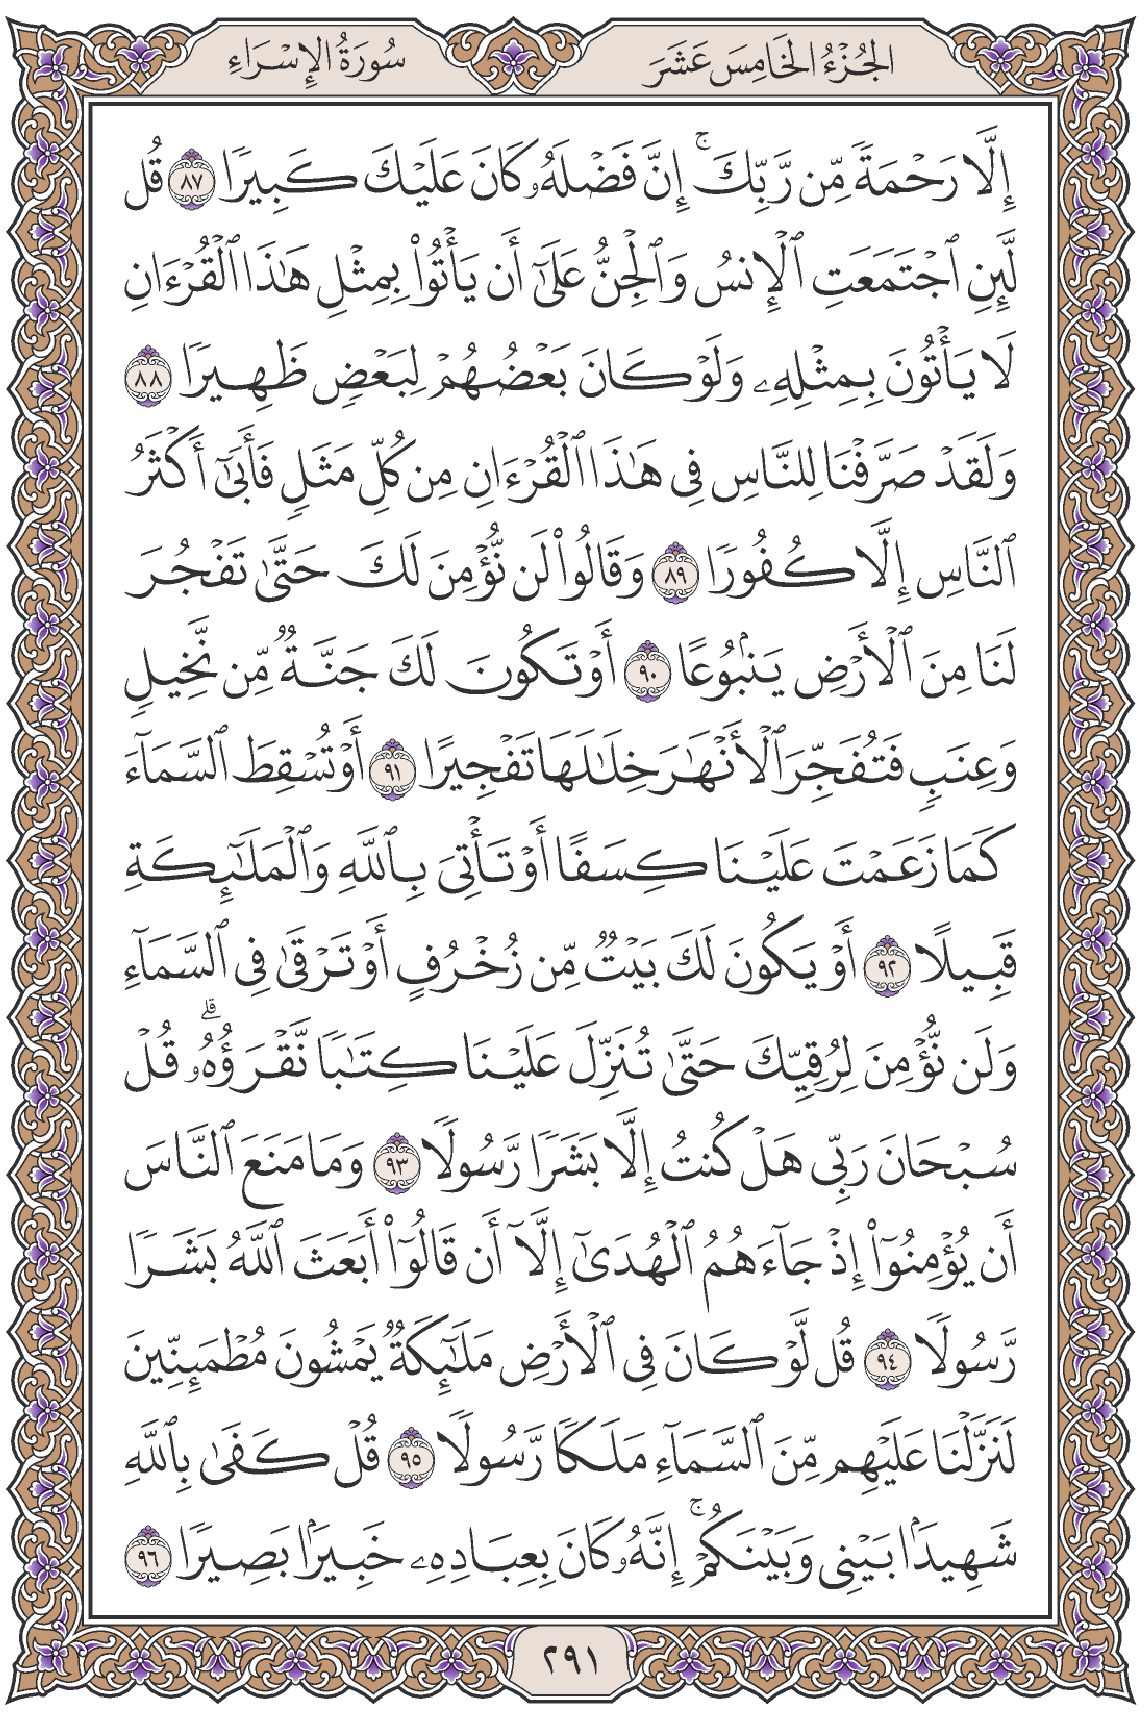 الجُزْءُ الخَامِسَ عَشَرَ
سُورَةُ الإِسْرَاءِ
إِلَّا رَحْمَةً مِّن رَّبِّكَۚ إِنَّ فَضْلَهُۥ كَانَ عَلَيْكَ كَبِيرًا ٨٧ قُل
لَّئِنِ ٱجْتَمَعَتِ ٱلْإِنسُ وَٱلْجِنُّ عَلَىٰٓ أَن يَأْتُوا۟ بِمِثْلِ هَٰذَا ٱلْقُرْءَانِ
لَا يَأْتُونَ بِمِثْلِهِۦ وَلَوْ كَانَ بَعْضُهُمْ لِبَعْضٍ ظَهِيرًا ٨٨
وَلَقَدْ صَرَّفْنَا لِلنَّاسِ فِى هَٰذَا ٱلْقُرْءَانِ مِن كُلِّ مَثَلٍ فَأَبَىٰٓ أَكْثَرُ
ٱلنَّاسِ إِلَّا كُفُورًا ٨٩ وَقَالُوا۟ لَن نُّؤْمِنَ لَكَ حَتَّىٰ تَفْجُرَ
لَنَا مِنَ ٱلْأَرْضِ يَنۢبُوعًا ٩٠ أَوْ تَكُونَ لَكَ جَنَّةٌ مِّن نَّخِيلٍ
وَعِنَبٍ فَتُفَجِّرَ ٱلْأَنْهَٰرَ خِلَٰلَهَا تَفْجِيرًا ٩١ أَوْ تُسْقِطَ ٱلسَّمَآءَ
كَمَا زَعَمْتَ عَلَيْنَا كِسَفًا أَوْ تَأْتِىَ بِٱللَّهِ وَٱلْمَلَٰٓئِكَةِ
قَبِيلًا ٩٢ أَوْ يَكُونَ لَكَ بَيْتٌ مِّن زُخْرُفٍ أَوْ تَرْقَىٰ فِى ٱلسَّمَآءِ
وَلَن نُّؤْمِنَ لِرُقِيِّكَ حَتَّىٰ تُنَزِّلَ عَلَيْنَا كِتَٰبًا نَّقْرَؤُهُۥۗ قُلْ
سُبْحَانَ رَبِّى هَلْ كُنتُ إِلَّا بَشَرًا رَّسُولًا ٩٣ وَمَا مَنَعَ ٱلنَّاسَ
أَن يُؤْمِنُوٓا۟ إِذْ جَآءَهُمُ ٱلْهُدَىٰٓ إِلَّآ أَن قَالُوٓا۟ أَبَعَثَ ٱللَّهُ بَشَرًا
رَّسُولًا ٩٤ قُل لَّوْ كَانَ فِى ٱلْأَرْضِ مَلَٰٓئِكَةٌ يَمْشُونَ مُطْمَئِنِّينَ
لَنَزَّلْنَا عَلَيْهِم مِّنَ ٱلسَّمَآءِ مَلَكًا رَّسُولًا ٩٥ قُلْ كَفَىٰ بِٱللَّهِ
شَهِيدًۢا بَيْنِى وَبَيْنَكُمْۚ إِنَّهُۥ كَانَ بِعِبَادِهِۦ خَبِيرًۢا بَصِيرًا ٩٦
٢٩١